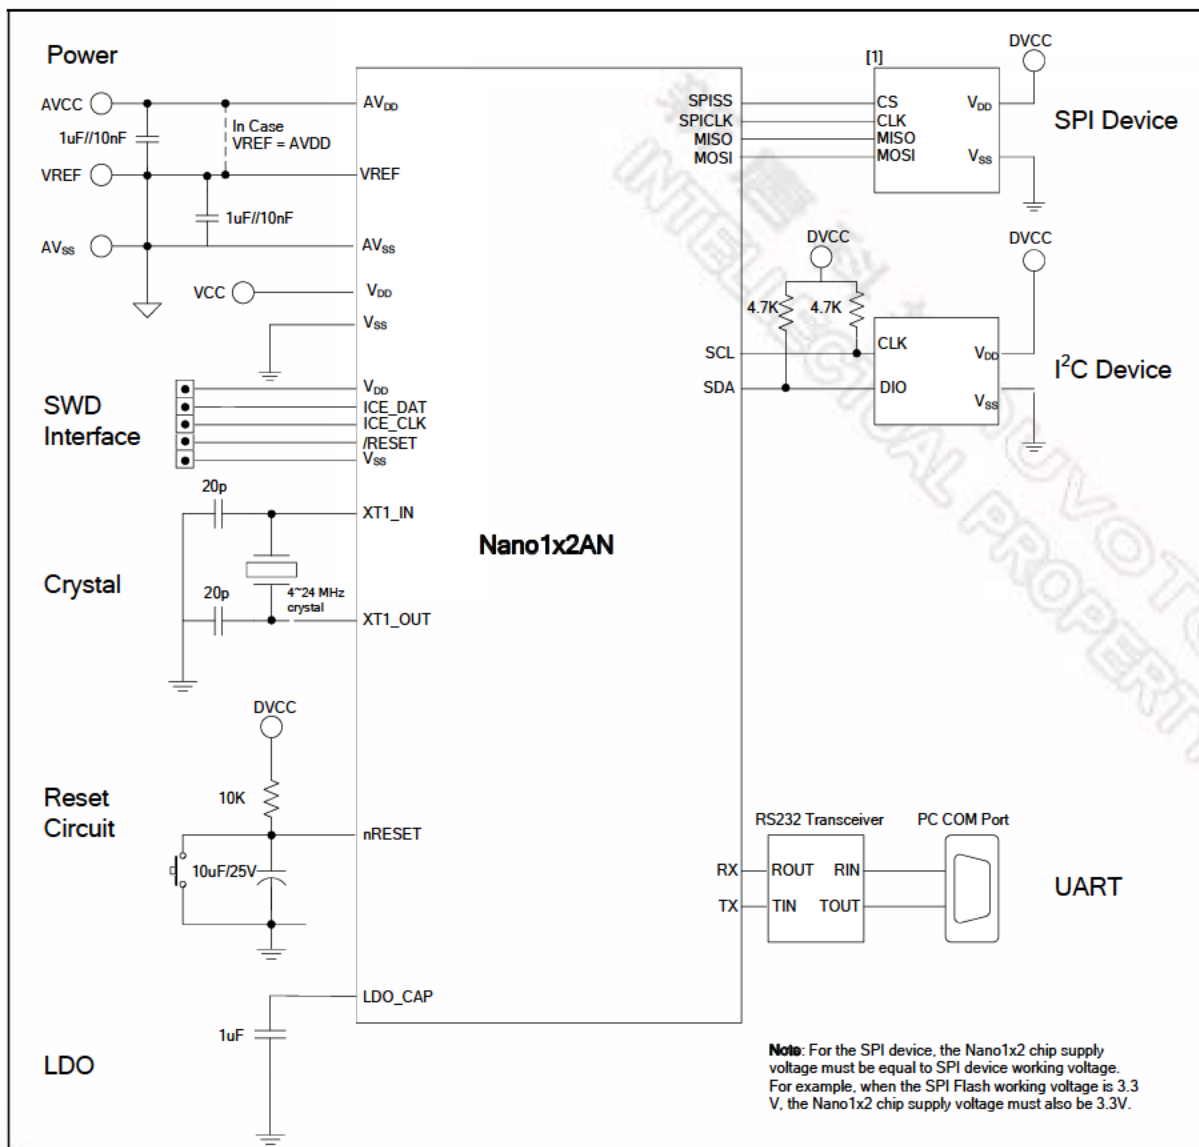 Power
AVCC
1uF//10nF
In Case
VREF = AVDD
VREF
1uF//10nF
AVSS
VCC
AVDD
VREF
AVSS
VDD
VSS
SWD
Interface
VDD
ICE_DAT
ICE_CLK
/RESET
VSS
Crystal
20p
20p
4~24 MHz
crystal
XT1_IN
XT1_OUT
Reset
Circuit
DVCC
10K
10uF/25V
nRESET
LDO
1uF
LDO_CAP
Nano1x2AN
SPISS
SPICLK
MISO
MOSI
[1]
CS
CLK
MISO
MOSI
VDD
VSS
DVCC
SPI Device
SCL
SDA
DVCC
4.7K
4.7K
CLK
DIO
VDD
VSS
DVCC
I²C Device
RX
TX
RS232 Transceiver
ROUT
RIN
TIN
TOUT
PC COM Port
UART
Note: For the SPI device, the Nano1x2 chip supply
voltage must be equal to SPI device working voltage.
For example, when the SPI Flash working voltage is 3.3
V, the Nano1x2 chip supply voltage must also be 3.3V.
INTELLECTUAL PROPERTY